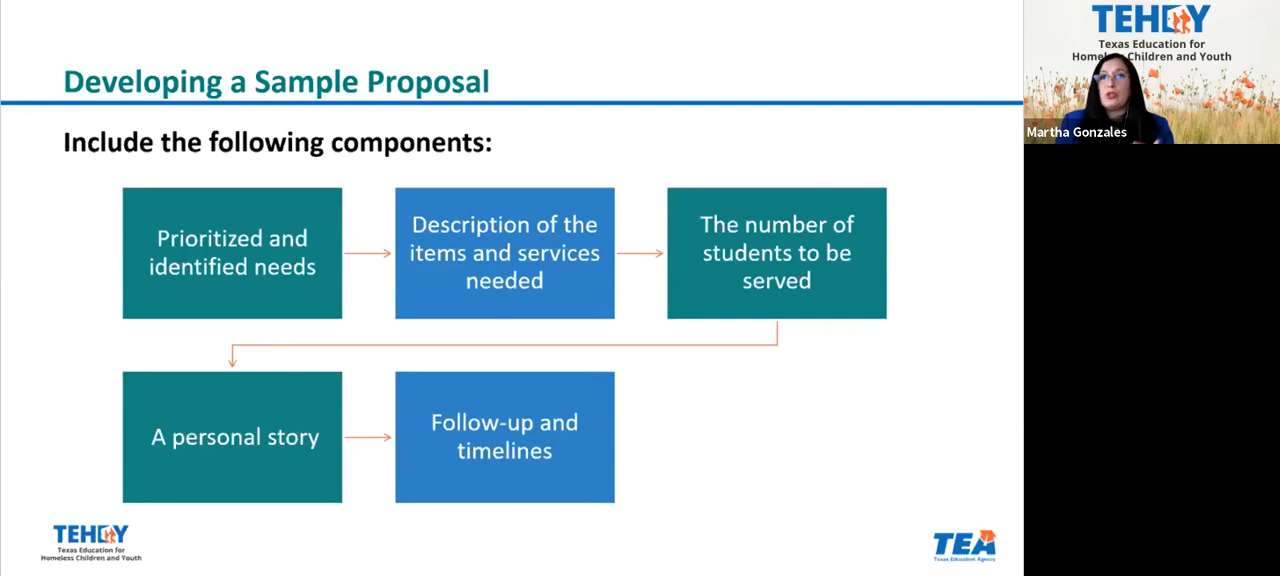 Developing a Sample Proposal
Include the following components:
Prioritized and
identified needs
Description of the
items and services
needed
The number of
students to be
served
A personal story
Follow-up and
timelines
TEHCY
Texas Education for
Homeless Children and Youth
TEA
Texas Education Agency
TEHCY
Texas Education for
Homeless Children and Youth
Martha Gonzales